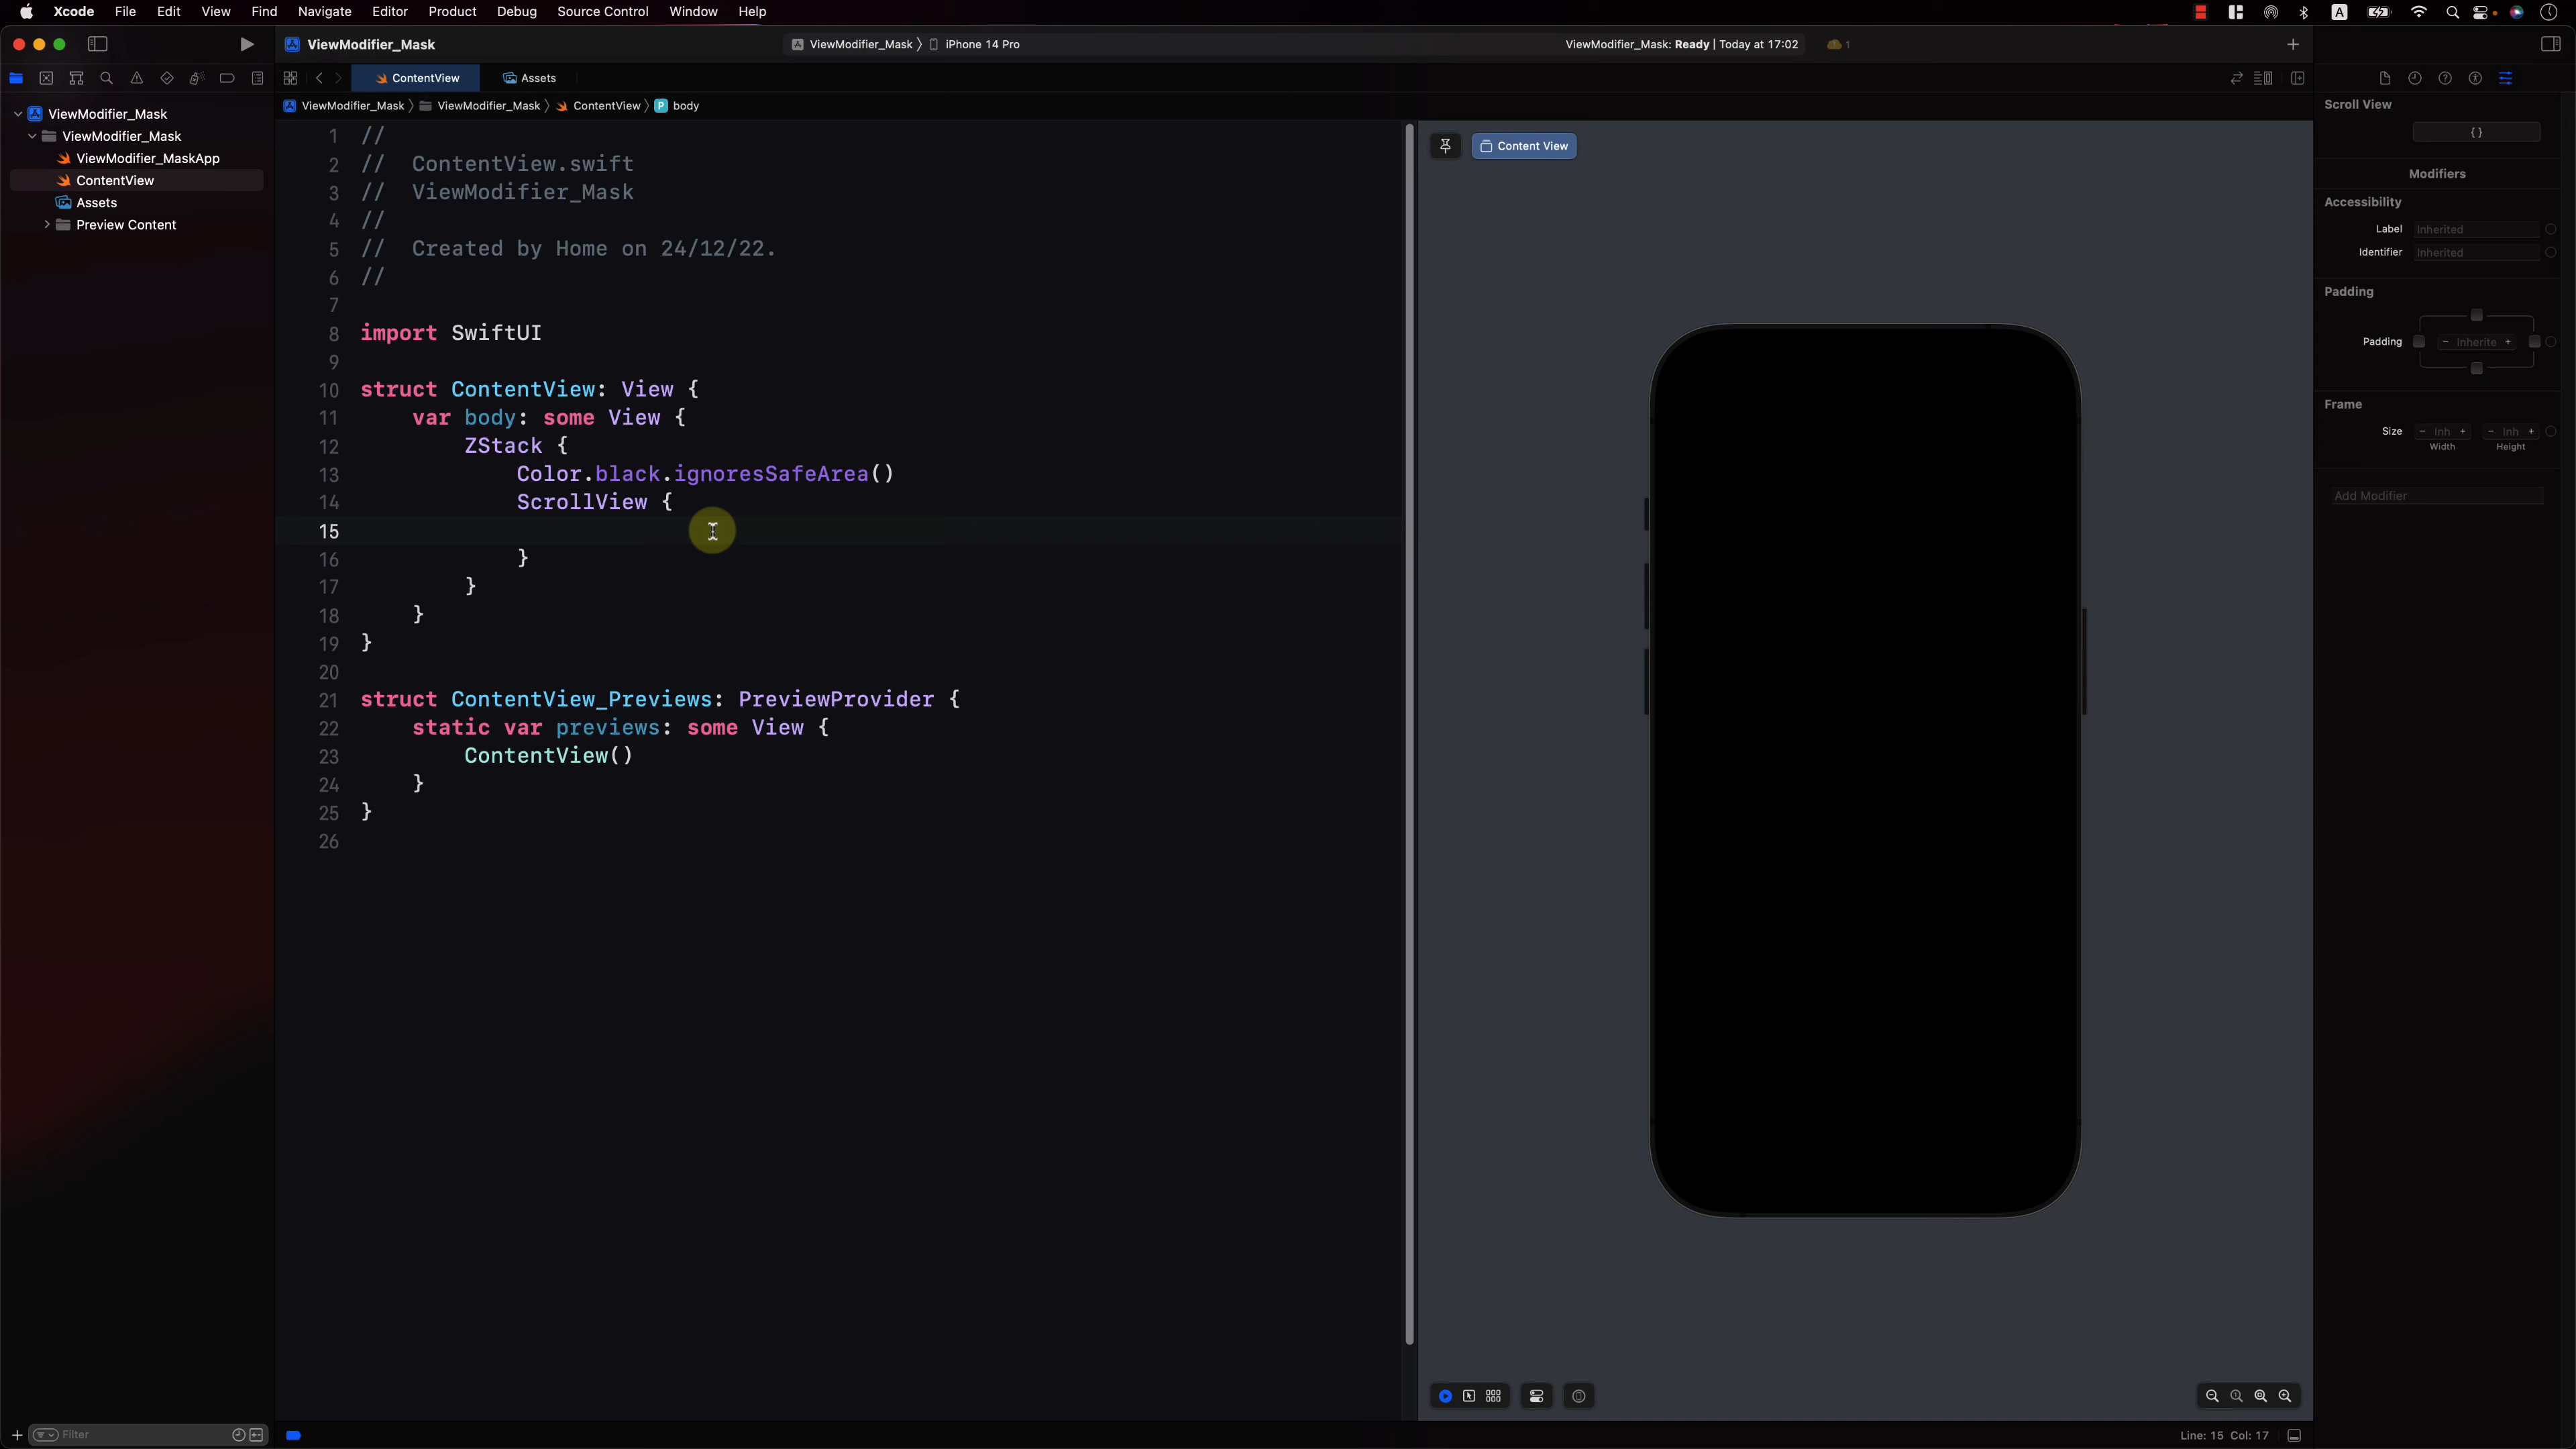 Xcode File Edit View Find Navigate Editor Product Debug Source Control Window Help
A
ViewModifier_Mask
ViewModifier_Mask 〉 iPhone 14 Pro
ViewModifier_Mask: Ready | Today at 17:02
1
ContentView
Assets
ViewModifier_Mask 〉 ViewModifier_Mask 〉 ContentView 〉 P body
ViewModifier_Mask
ViewModifier_Mask
ViewModifier_MaskApp
ContentView
Assets
Preview Content
1 //
2 //  ContentView.swift
3 //  ViewModifier_Mask
4 //
5 //  Created by Home on 24/12/22.
6 //
7
8 import SwiftUI
9
10 struct ContentView: View {
11     var body: some View {
12         ZStack {
13             Color.black.ignoresSafeArea()
14             ScrollView {
15
16             }
17         }
18     }
19 }
20
21 struct ContentView_Previews: PreviewProvider {
22     static var previews: some View {
23         ContentView()
24     }
25 }
26
Content View
Scroll View
{ }
Modifiers
Accessibility
Label Inherited
Identifier Inherited
Padding
Padding − Inherite +
Frame
Size − Inh + − Inh +
Width Height
Add Modifier
Filter
Line: 15 Col: 17